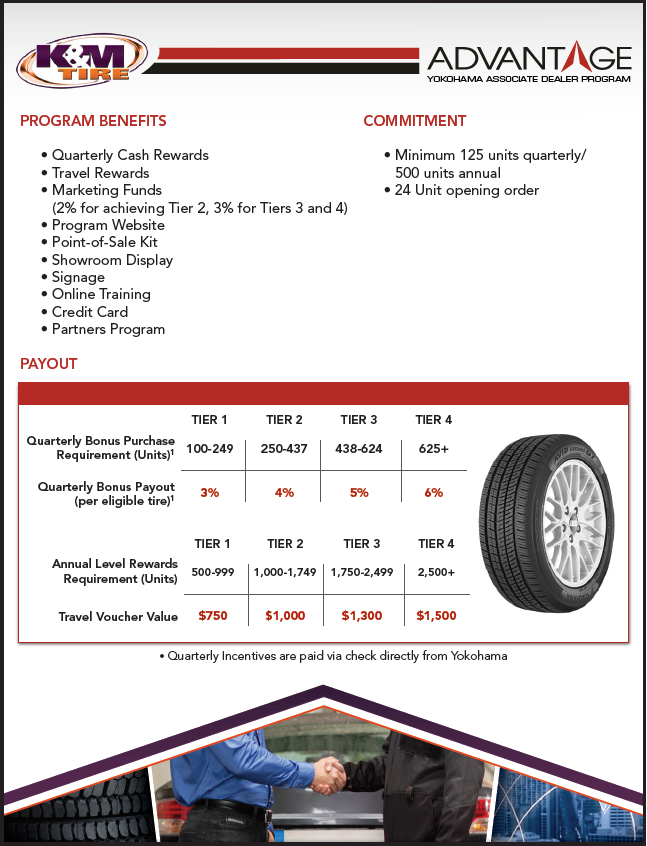 K&M
TIRE
ADVANTAGE
YOKOHAMA ASSOCIATE DEALER PROGRAM
PROGRAM BENEFITS
• Quarterly Cash Rewards
• Travel Rewards
• Marketing Funds
(2% for achieving Tier 2, 3% for Tiers 3 and 4)
• Program Website
• Point-of-Sale Kit
• Showroom Display
• Signage
• Online Training
• Credit Card
• Partners Program
COMMITMENT
• Minimum 125 units quarterly/
500 units annual
• 24 Unit opening order
PAYOUT
TIER 1 TIER 2 TIER 3 TIER 4
Quarterly Bonus Purchase
Requirement (Units)¹ 100-249 250-437 438-624 625+
Quarterly Bonus Payout
(per eligible tire)¹ 3% 4% 5% 6%
TIER 1 TIER 2 TIER 3 TIER 4
Annual Level Rewards
Requirement (Units) 500-999 1,000-1,749 1,750-2,499 2,500+
Travel Voucher Value $750 $1,000 $1,300 $1,500
• Quarterly Incentives are paid via check directly from Yokohama